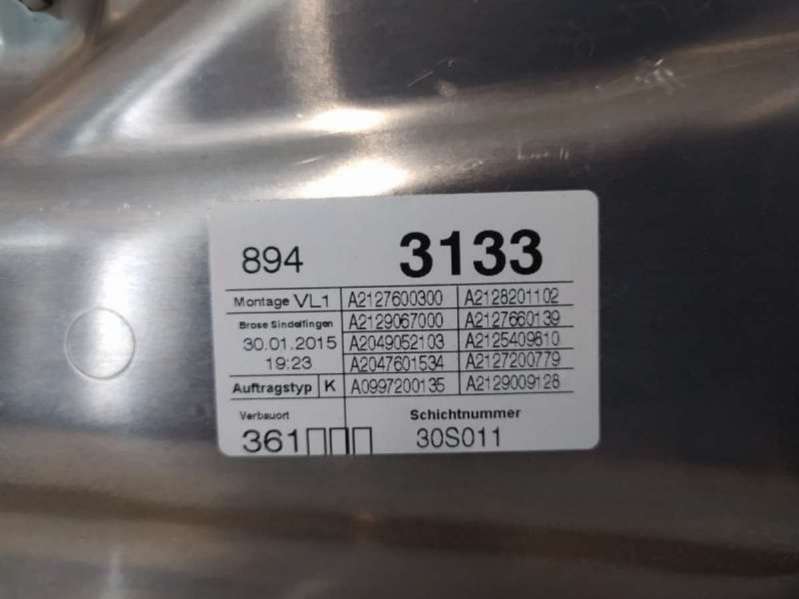 894 3133
Montage VL1 A2127600300 A2128201102
Brose Sindelfingen A2129067000 A2127660139
30.01.2015 A2049052103 A2125409610
19:23 A2047601534 A2127200779
Auftragstyp K A0997200135 A2129009128
Verbauort Schichtnummer
361 30S011